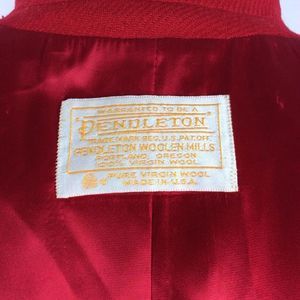 WARRANTED TO BE A
"PENDLETON"
TRADE MARK REG. U.S. PAT. OFF.
PENDLETON WOOLEN MILLS
PORTLAND, OREGON
100% VIRGIN WOOL
PURE VIRGIN WOOL
MADE IN U.S.A.